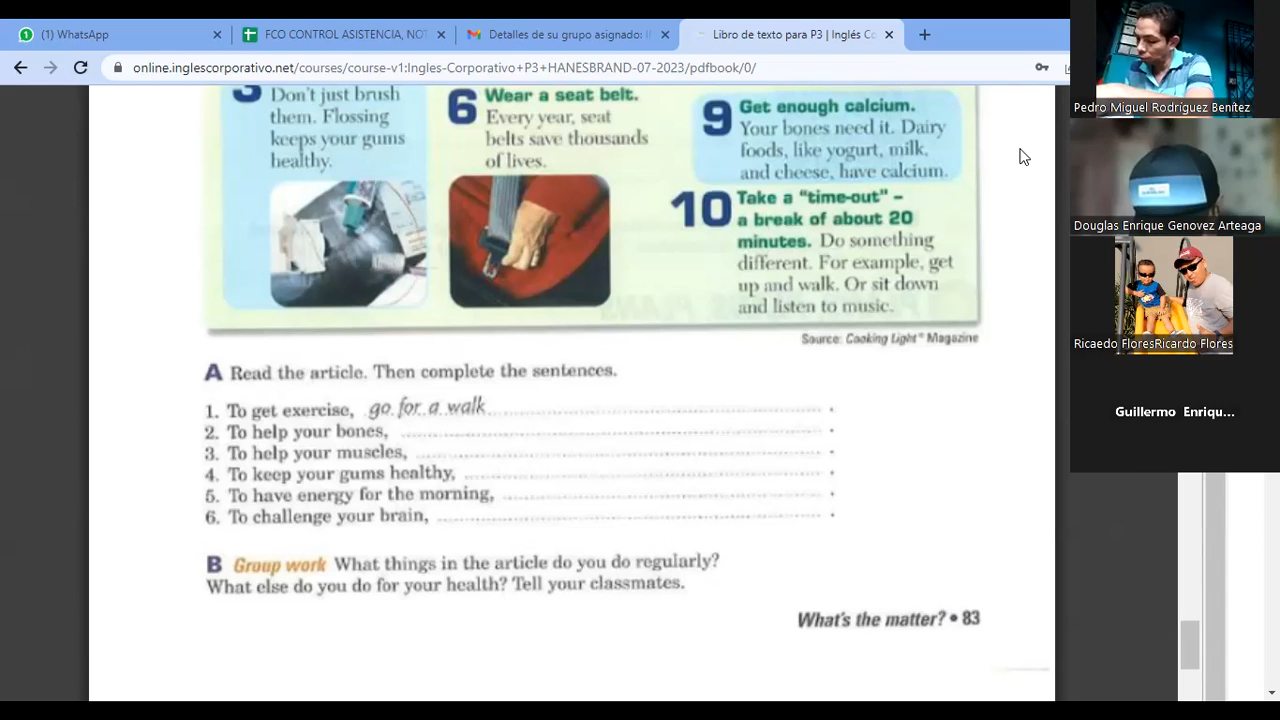 (1) WhatsApp
FCO CONTROL ASISTENCIA, NOT
Detalles de su grupo asignado:
Libro de texto para P3 | Inglés Co
online.inglescorporativo.net/courses/course-v1:Ingles-Corporativo+P3+HANESBRAND-07-2023/pdfbook/0/
3
Don't just brush
them. Flossing
keeps your gums
healthy.
6 Wear a seat belt.
Every year, seat
belts save thousands
of lives.
9 Get enough calcium.
Your bones need it. Dairy
foods, like yogurt, milk,
and cheese, have calcium.
10 Take a "time-out" –
a break of about 20
minutes. Do something
different. For example, get
up and walk. Or sit down
and listen to music.
Source: Cooking Light® Magazine
A Read the article. Then complete the sentences.
1. To get exercise, go for a walk .
2. To help your bones, .
3. To help your muscles, .
4. To keep your gums healthy, .
5. To have energy for the morning, .
6. To challenge your brain, .
B Group work What things in the article do you do regularly?
What else do you do for your health? Tell your classmates.
What's the matter? • 83
Pedro Miguel Rodríguez Benítez
Douglas Enrique Genovez Arteaga
Ricaedo FloresRicardo Flores
Guillermo Enriqu...